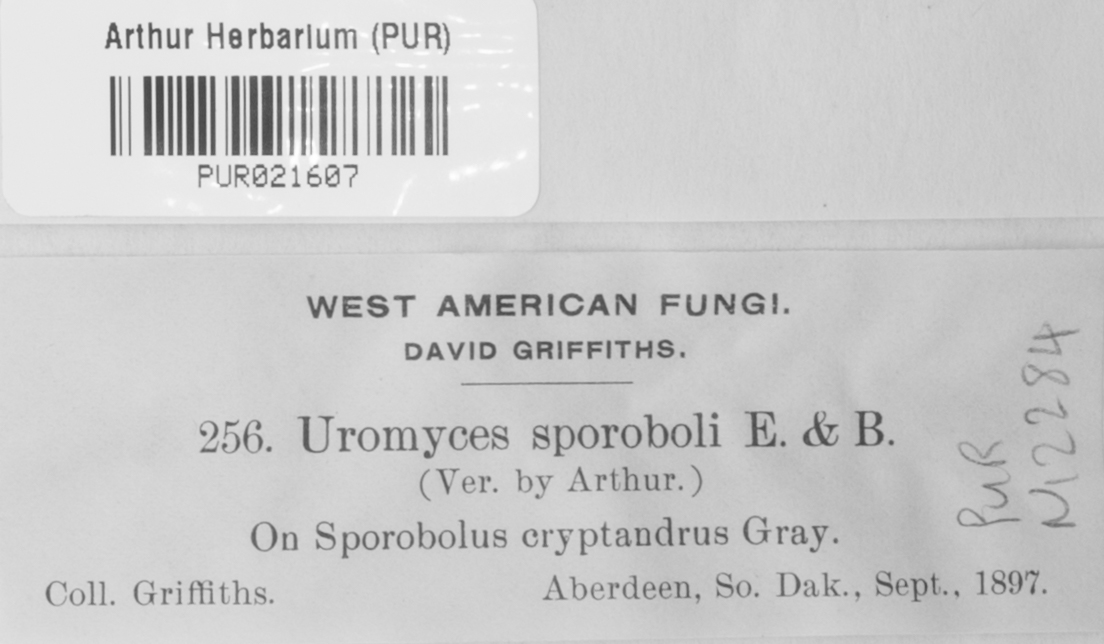 Arthur Herbarium (PUR)
PUR021607
WEST AMERICAN FUNGI.
DAVID GRIFFITHS.
256. Uromyces sporoboli E. & B.
(Ver. by Arthur.)
On Sporobolus cryptandrus Gray.
Coll. Griffiths. Aberdeen, So. Dak., Sept., 1897.
PUR
N12284